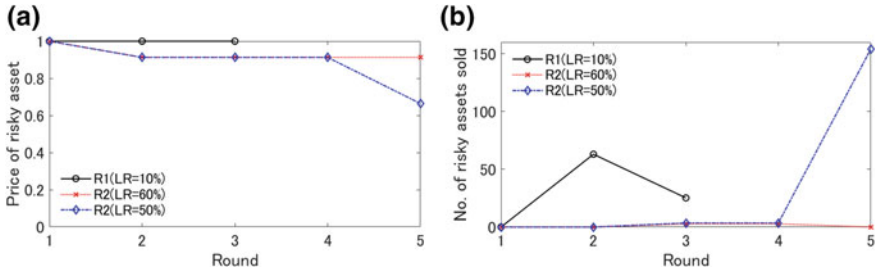 (a)
Price of risky asset
1
0.8
0.6
0.4
0.2
0
R1(LR=10%)
R2(LR=60%)
R2(LR=50%)
1 2 3 4 5
Round
(b)
No. of risky assets sold
150
100
50
0
R1(LR=10%)
R2(LR=60%)
R2(LR=50%)
1 2 3 4 5
Round